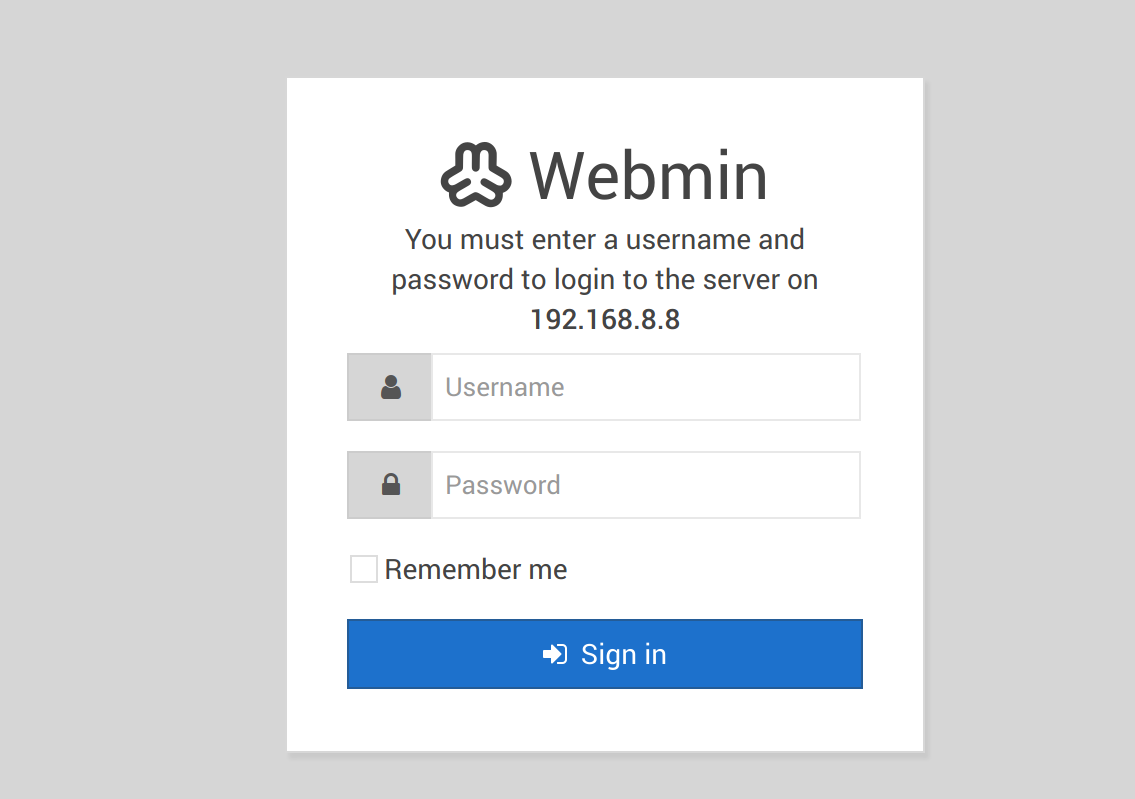 Webmin
You must enter a username and
password to login to the server on
192.168.8.8
Username
Password
Remember me
Sign in